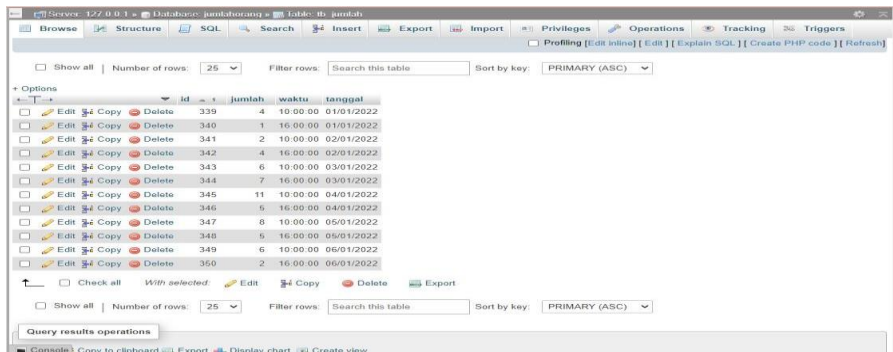 Server: 127.0.0.1 » Database: jumlahorang » Table: tb_jumlah
Browse Structure SQL Search Insert Export Import Privileges Operations Tracking Triggers
Profiling [Edit inline] [ Edit ] [ Explain SQL ] [ Create PHP code ] [ Refresh]
Show all | Number of rows: 25 Filter rows: Search this table Sort by key: PRIMARY (ASC)
+ Options
id jumlah waktu tanggal
Edit Copy Delete 339 4 10:00:00 01/01/2022
Edit Copy Delete 340 1 16:00:00 01/01/2022
Edit Copy Delete 341 2 10:00:00 02/01/2022
Edit Copy Delete 342 4 16:00:00 02/01/2022
Edit Copy Delete 343 6 10:00:00 03/01/2022
Edit Copy Delete 344 7 16:00:00 03/01/2022
Edit Copy Delete 345 11 10:00:00 04/01/2022
Edit Copy Delete 346 5 16:00:00 04/01/2022
Edit Copy Delete 347 8 10:00:00 05/01/2022
Edit Copy Delete 348 5 16:00:00 05/01/2022
Edit Copy Delete 349 6 10:00:00 06/01/2022
Edit Copy Delete 350 2 16:00:00 06/01/2022
Check all With selected: Edit Copy Delete Export
Show all | Number of rows: 25 Filter rows: Search this table Sort by key: PRIMARY (ASC)
Query results operations
Console Copy to clipboard Export Display chart Create view